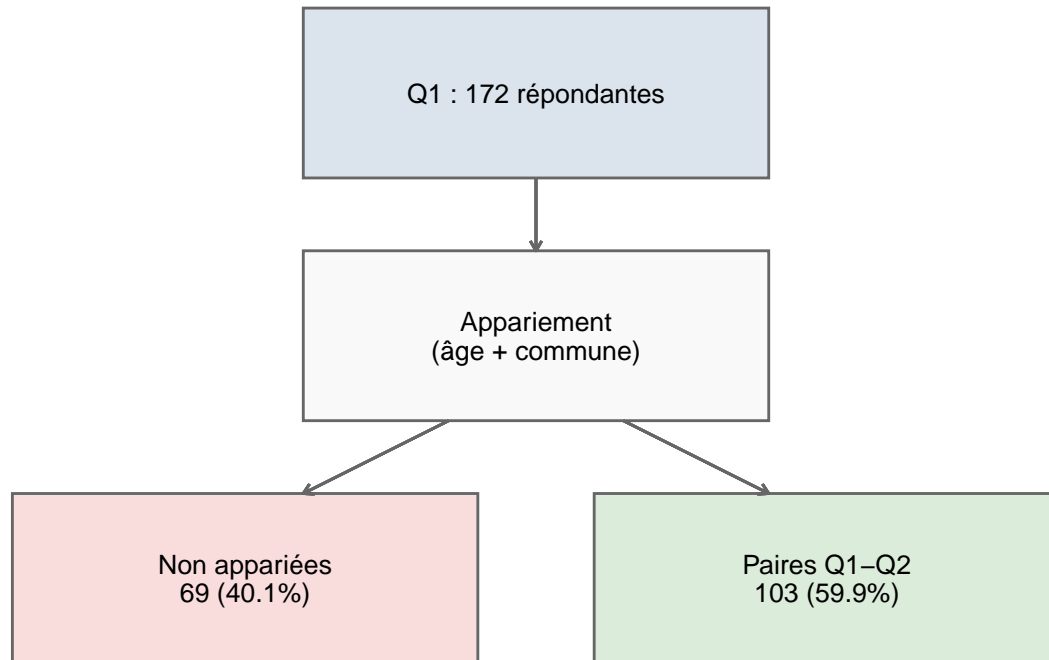 Q1 : 172 répondantes
Appariement
(âge + commune)
Non appariées
69 (40.1%)
Paires Q1−Q2
103 (59.9%)